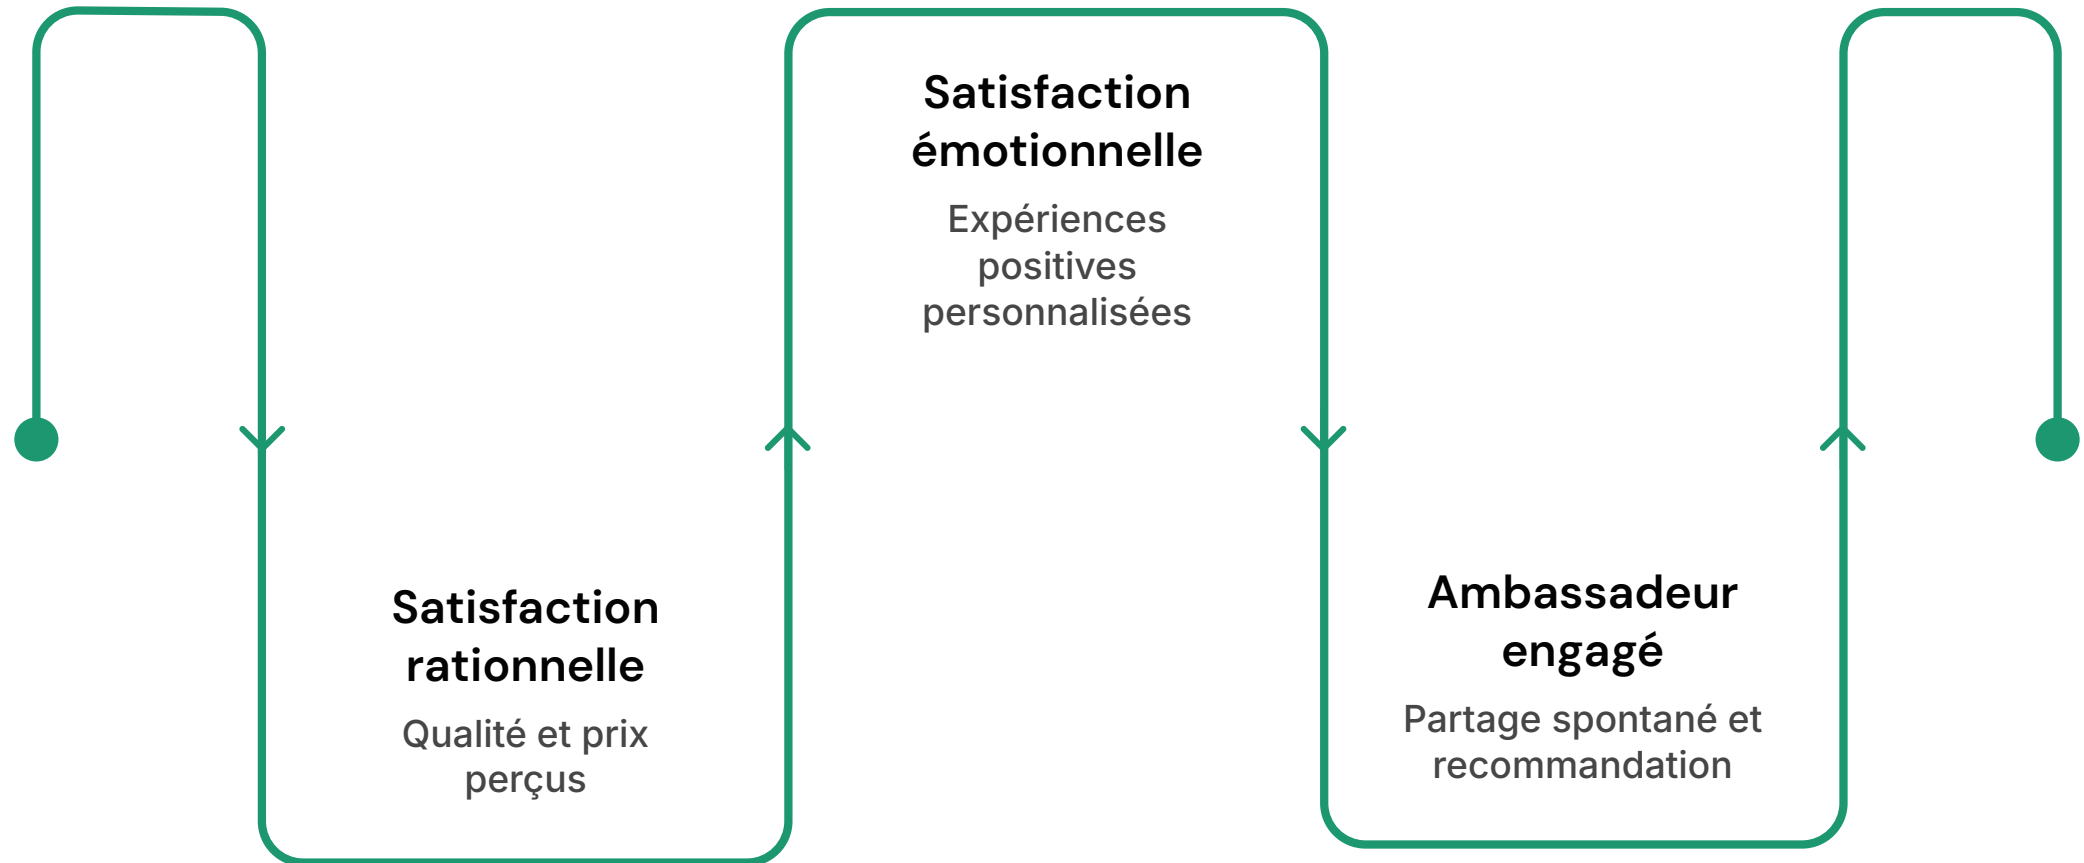 Satisfaction
rationnelle
Qualité et prix
perçus
Satisfaction
émotionnelle
Expériences
positives
personnalisées
Ambassadeur
engagé
Partage spontané et
recommandation